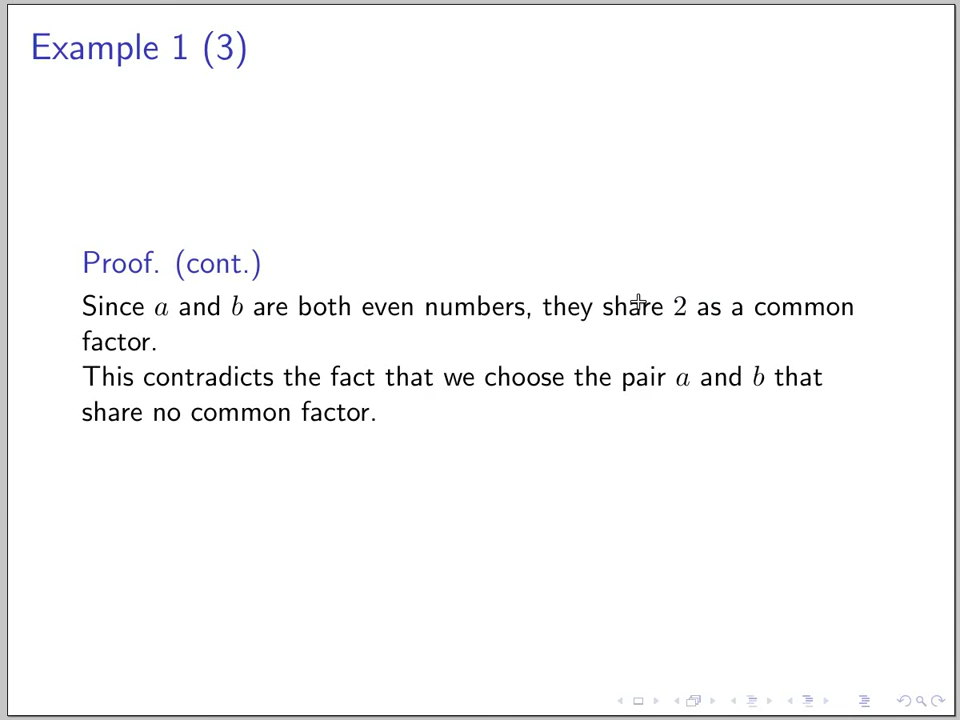 Example 1 (3)
Proof. (cont.)
Since a and b are both even numbers, they share 2 as a common
factor.
This contradicts the fact that we choose the pair a and b that
share no common factor.